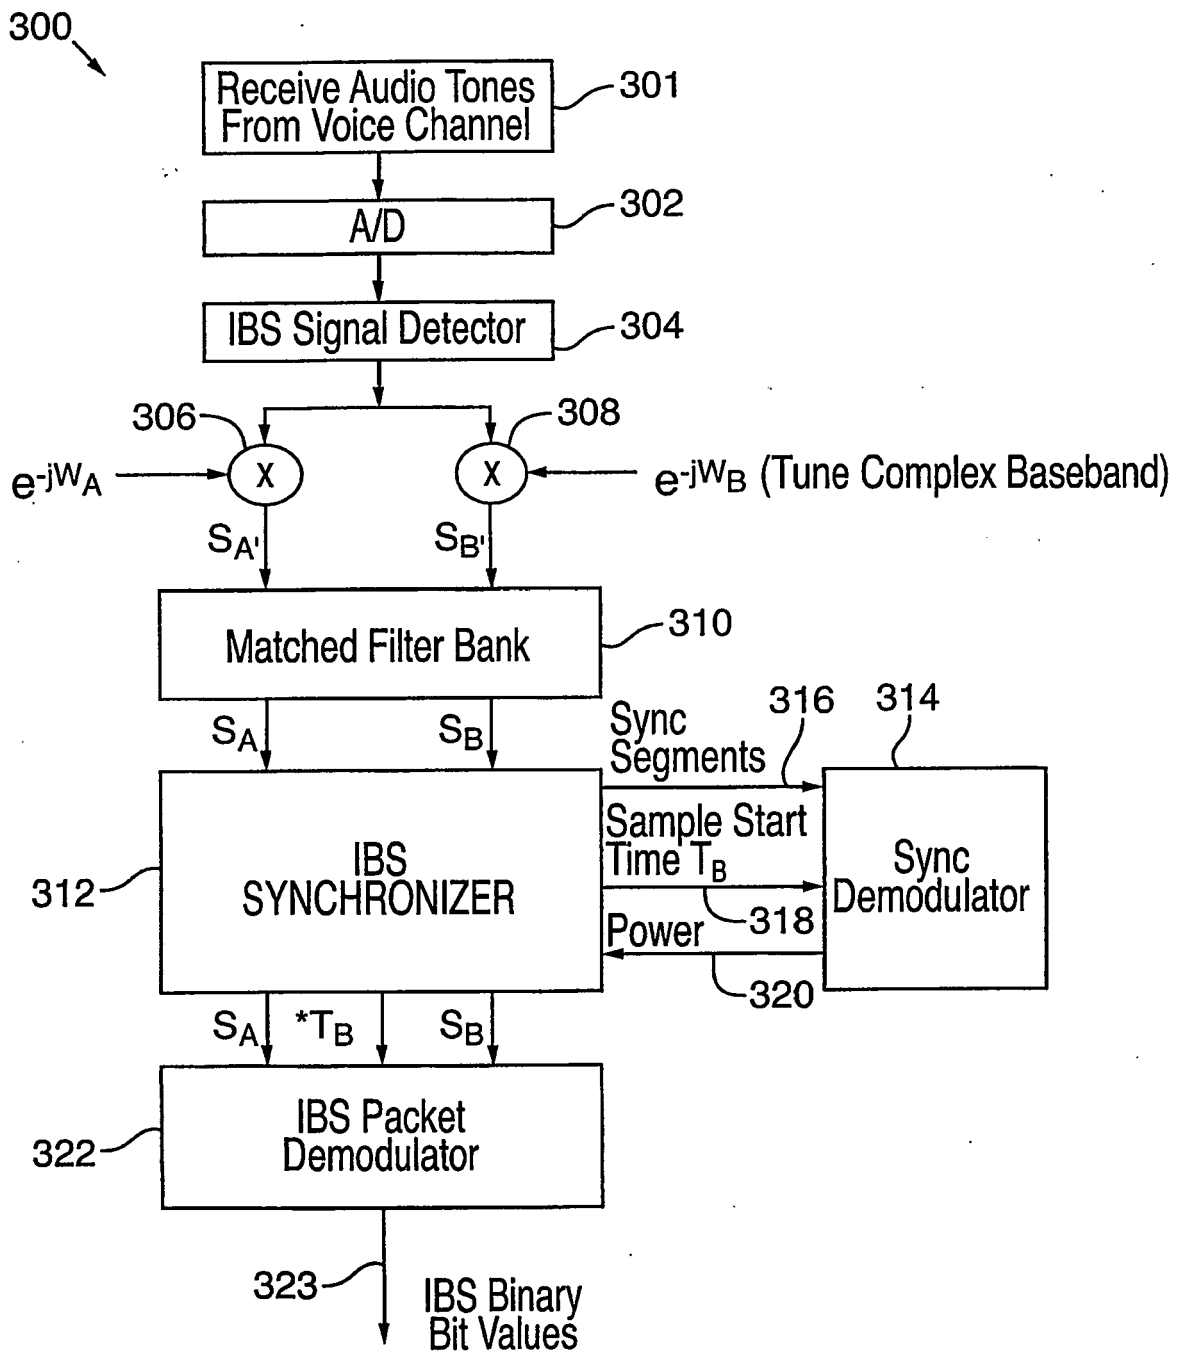 300
Receive Audio Tones
From Voice Channel
301
A/D
302
IBS Signal Detector
304
306
308
e-jWA
X
X
e-jWB (Tune Complex Baseband)
SA'
SB'
Matched Filter Bank
310
SA
SB
Sync
Segments
316
314
IBS
SYNCHRONIZER
312
Sample Start
Time TB
318
Power
320
Sync
Demodulator
SA
*TB
SB
IBS Packet
Demodulator
322
323
IBS Binary
Bit Values